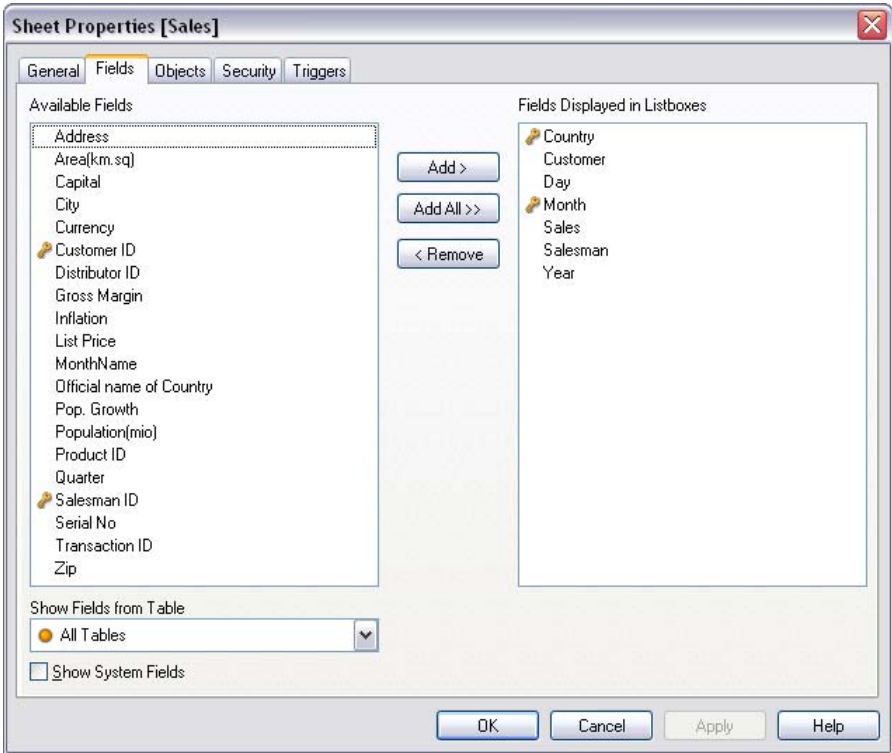 Sheet Properties [Sales]
General Fields Objects Security Triggers
Available Fields
Address
Area(km.sq)
Capital
City
Currency
Customer ID
Distributor ID
Gross Margin
Inflation
List Price
MonthName
Official name of Country
Pop. Growth
Population(mio)
Product ID
Quarter
Salesman ID
Serial No
Transaction ID
Zip
Add >
Add All >>
< Remove
Fields Displayed in Listboxes
Country
Customer
Day
Month
Sales
Salesman
Year
Show Fields from Table
All Tables
Show System Fields
OK Cancel Apply Help